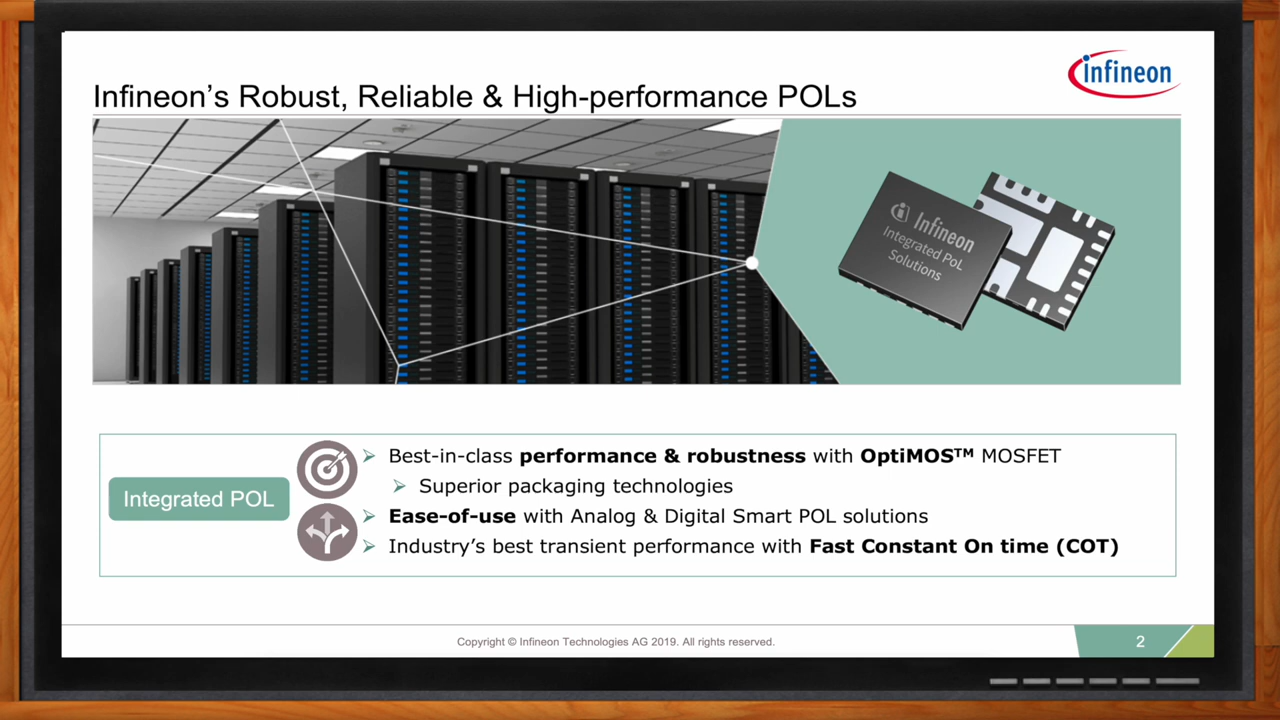 infineon
Infineon’s Robust, Reliable & High-performance POLs
Infineon
Integrated PoL
Solutions
Integrated POL
Best-in-class performance & robustness with OptiMOS™ MOSFET
Superior packaging technologies
Ease-of-use with Analog & Digital Smart POL solutions
Industry’s best transient performance with Fast Constant On time (COT)
Copyright © Infineon Technologies AG 2019. All rights reserved.
2